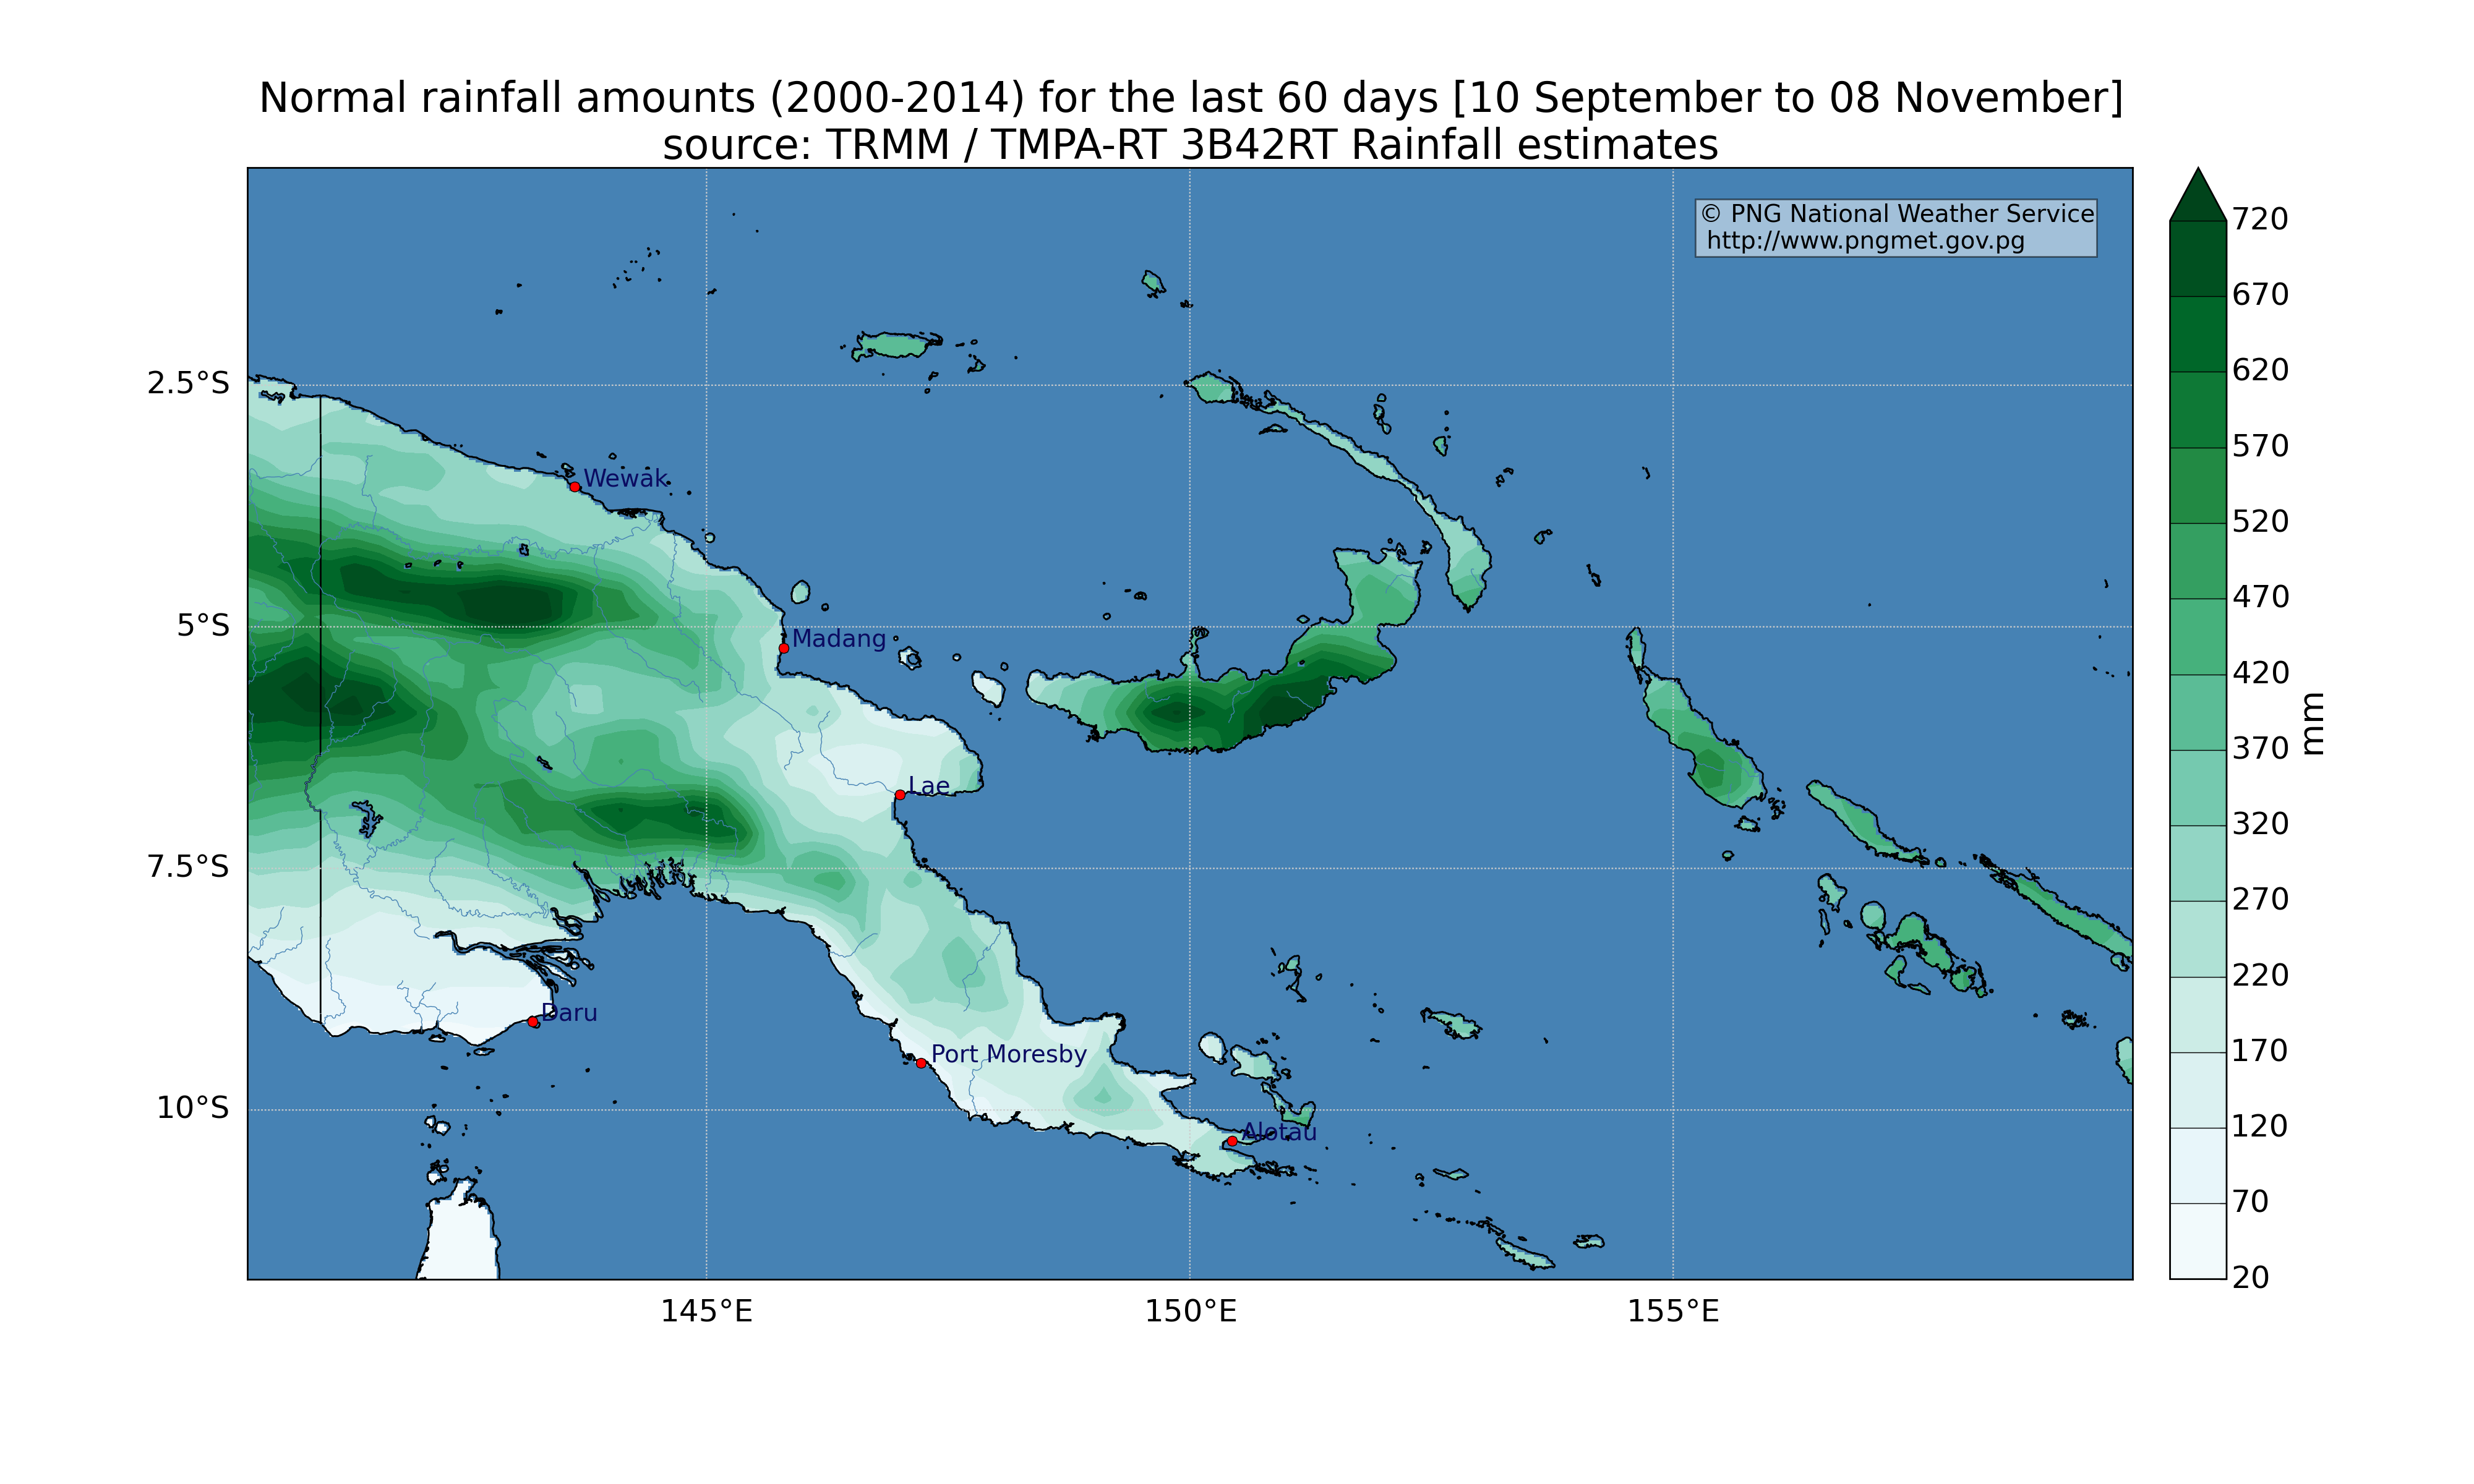 Normal rainfall amounts (2000-2014) for the last 60 days [10 September to 08 November]
source: TRMM / TMPA-RT 3B42RT Rainfall estimates
© PNG National Weather Service
http://www.pngmet.gov.pg
720
670
620
570
520
470
420
370
320
270
220
170
120
70
20
mm
2.5°S
5°S
7.5°S
10°S
Wewak
Madang
Lae
Daru
Port Moresby
Alotau
145°E
150°E
155°E